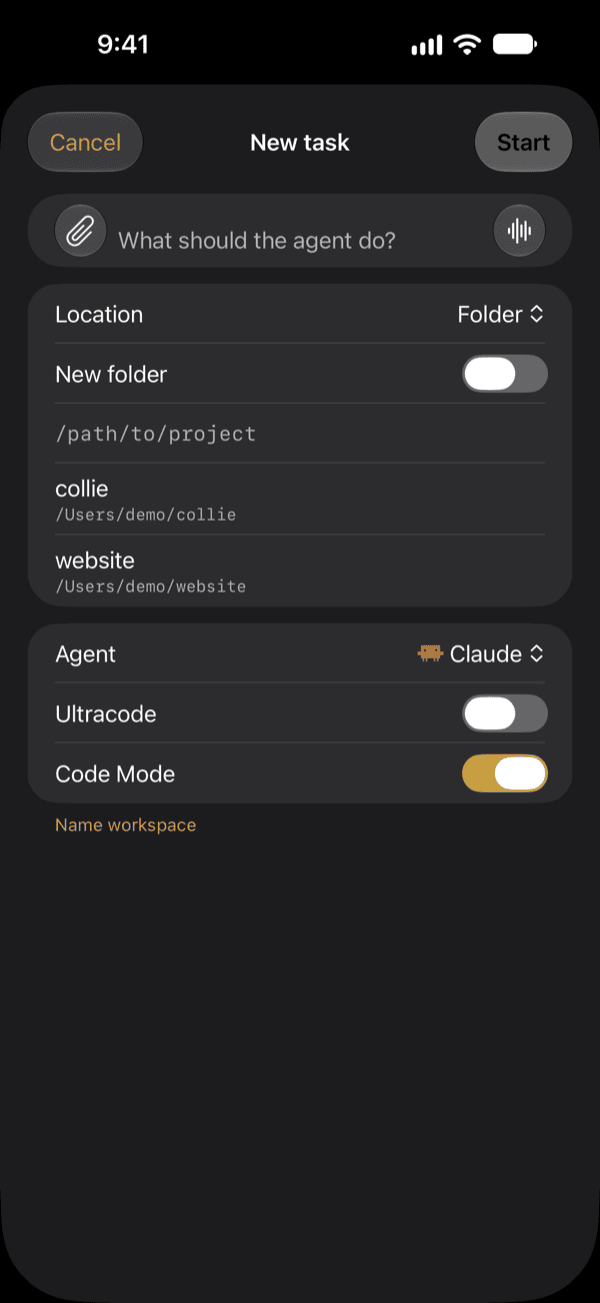 9:41
Cancel
New task
Start
What should the agent do?
Location
Folder
New folder
/path/to/project
collie
/Users/demo/collie
website
/Users/demo/website
Agent
Claude
Ultracode
Code Mode
Name workspace